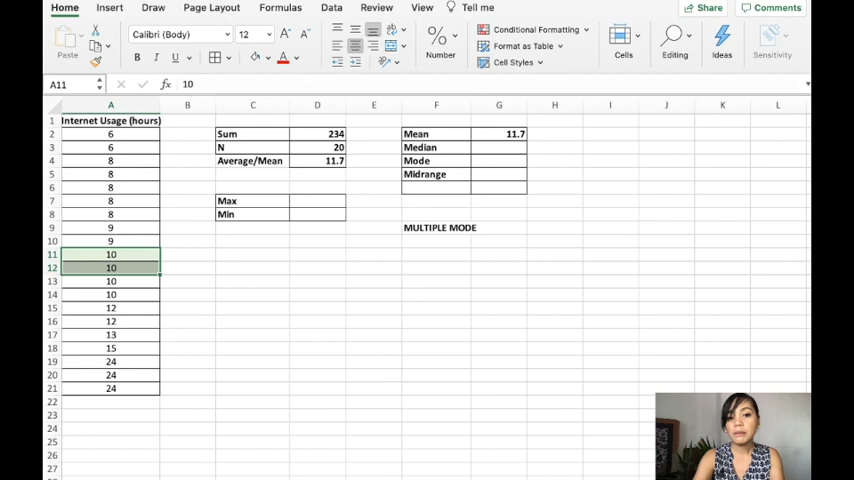 Home Insert Draw Page Layout Formulas Data Review View Tell me Share Comments
Calibri (Body) 12 A A Conditional Formatting
Format as Table
Cell Styles
Paste B I U A Number Cells Editing Ideas Sensitivity
A11 fx 10
A B C D E F G H I J K L
1 Internet Usage (hours)
2 6 Sum 234 Mean 11.7
3 6 N 20 Median
4 8 Average/Mean 11.7 Mode
5 8 Midrange
6 8
7 8 Max
8 8 Min
9 9 MULTIPLE MODE
10 9
11 10
12 10
13 10
14 10
15 12
16 12
17 13
18 15
19 24
20 24
21 24
22
23
24
25
26
27